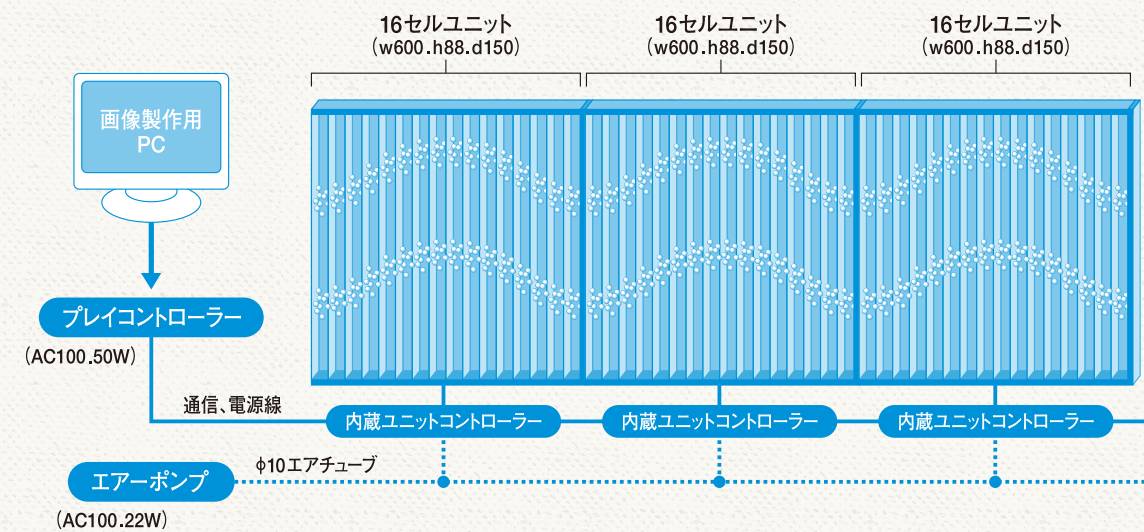 16セルユニット
(w600.h88.d150)
16セルユニット
(w600.h88.d150)
16セルユニット
(w600.h88.d150)
画像製作用
PC
プレイコントローラー
(AC100.50W)
通信、電源線
内蔵ユニットコントローラー
内蔵ユニットコントローラー
内蔵ユニットコントローラー
エアーポンプ
φ10エアチューブ
(AC100.22W)